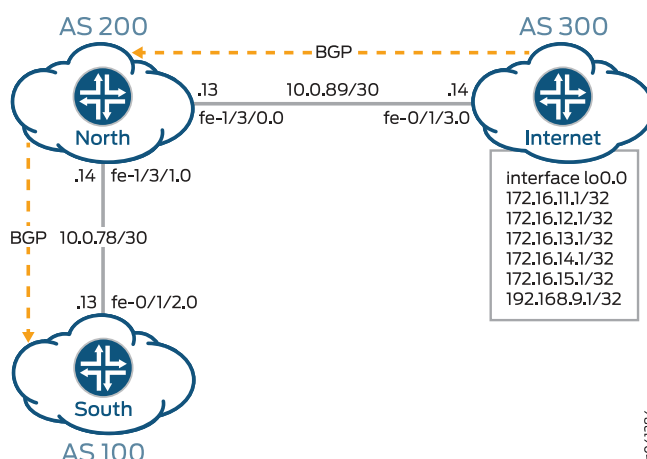 AS 200
AS 300
BGP
.13
10.0.89/30
.14
fe-1/3/0.0
fe-0/1/3.0
North
Internet
.14
fe-1/3/1.0
interface lo0.0
172.16.11.1/32
172.16.12.1/32
172.16.13.1/32
172.16.14.1/32
172.16.15.1/32
192.168.9.1/32
BGP
10.0.78/30
.13
fe-0/1/2.0
South
AS 100